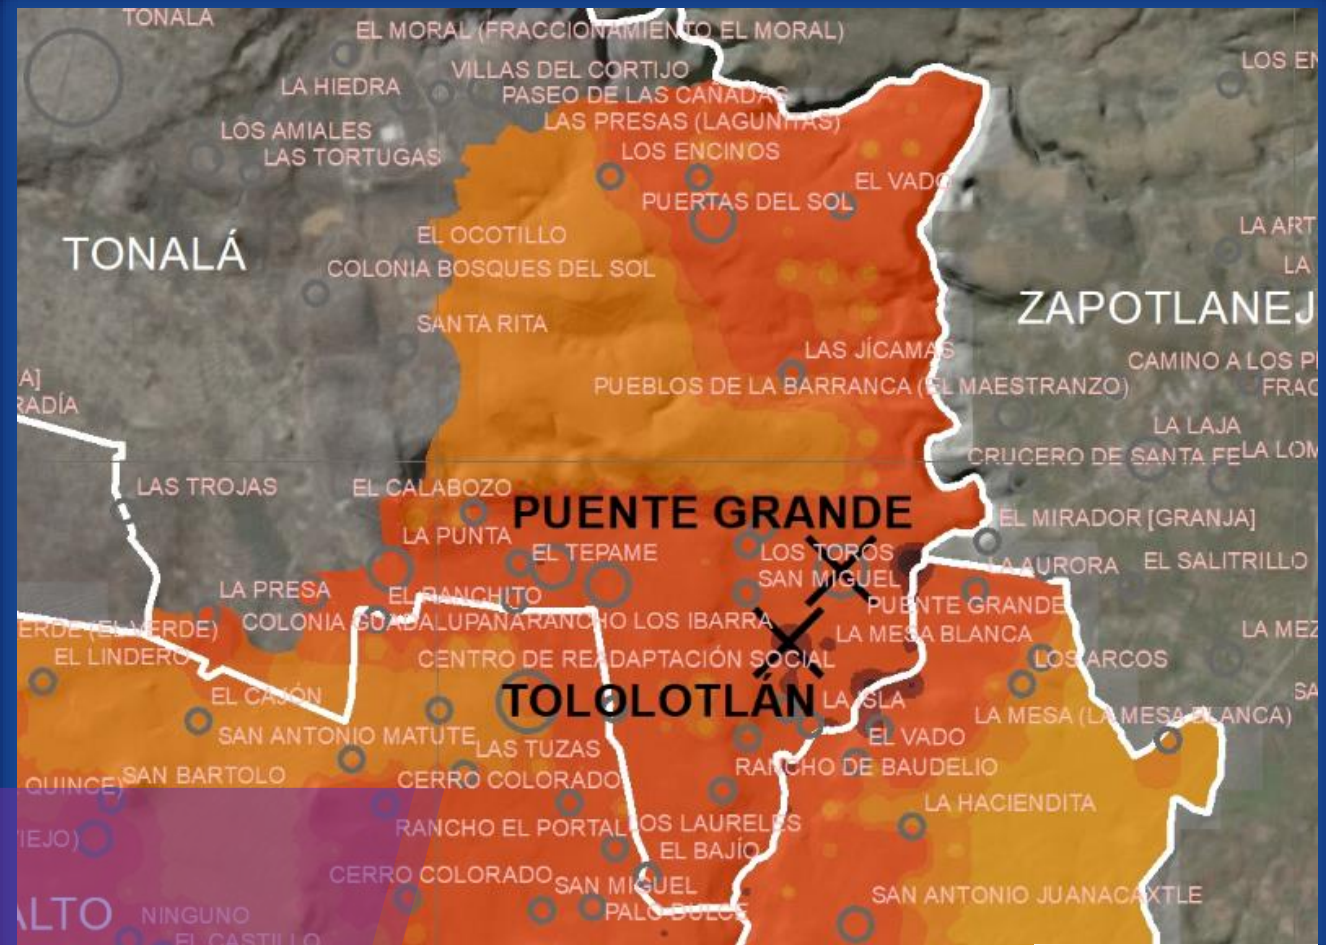 TONALÁ
EL MORAL (FRACCIONAMIENTO EL MORAL)
LOS EN
VILLAS DEL CORTIJO
LA HIEDRA
PASEO DE LAS CAÑADAS
LAS PRESAS (LAGUNITAS)
LOS AMIALES
LAS TORTUGAS
LOS ENCINOS
EL VADO
PUERTAS DEL SOL
LA ART
EL OCOTILLO
TONALÁ
COLONIA BOSQUES DEL SOL
LA
ZAPOTLANEJ
SANTA RITA
LAS JÍCAMAS
CAMINO A LOS P
A]
PUEBLOS DE LA BARRANCA (EL MAESTRANZO)
FRAC
RADÍA
LA LAJA
CRUCERO DE SANTA FE
LA LOM
LAS TROJAS
EL CALABOZO
PUENTE GRANDE
EL MIRADOR [GRANJA]
LA PUNTA
EL TEPAME
LOS TOROS
LA AURORA
EL SALITRILLO
SAN MIGUEL
LA PRESA
EL RANCHITO
PUENTE GRANDE
COLONIA GUADALUPANA
RANCHO LOS IBARRA
ERDE (EL VERDE)
LA MESA BLANCA
LA MEZ
EL LINDERO
CENTRO DE READAPTACIÓN SOCIAL
LOS ARCOS
EL CAJÓN
TOLOLOTLÁN
LA ISLA
SA
LA MESA (LA MESA BLANCA)
SAN ANTONIO MATUTE
LAS TUZAS
EL VADO
SAN BARTOLO
CERRO COLORADO
RANCHO DE BAUDELIO
QUINCE)
LA HACIENDITA
RANCHO EL PORTAL
LOS LAURELES
IEJO)
EL BAJÍO
CERRO COLORADO
SAN MIGUEL
SAN ANTONIO JUANACAXTLE
ALTO
NINGUNO
PALO DULCE
EL CASTILLO